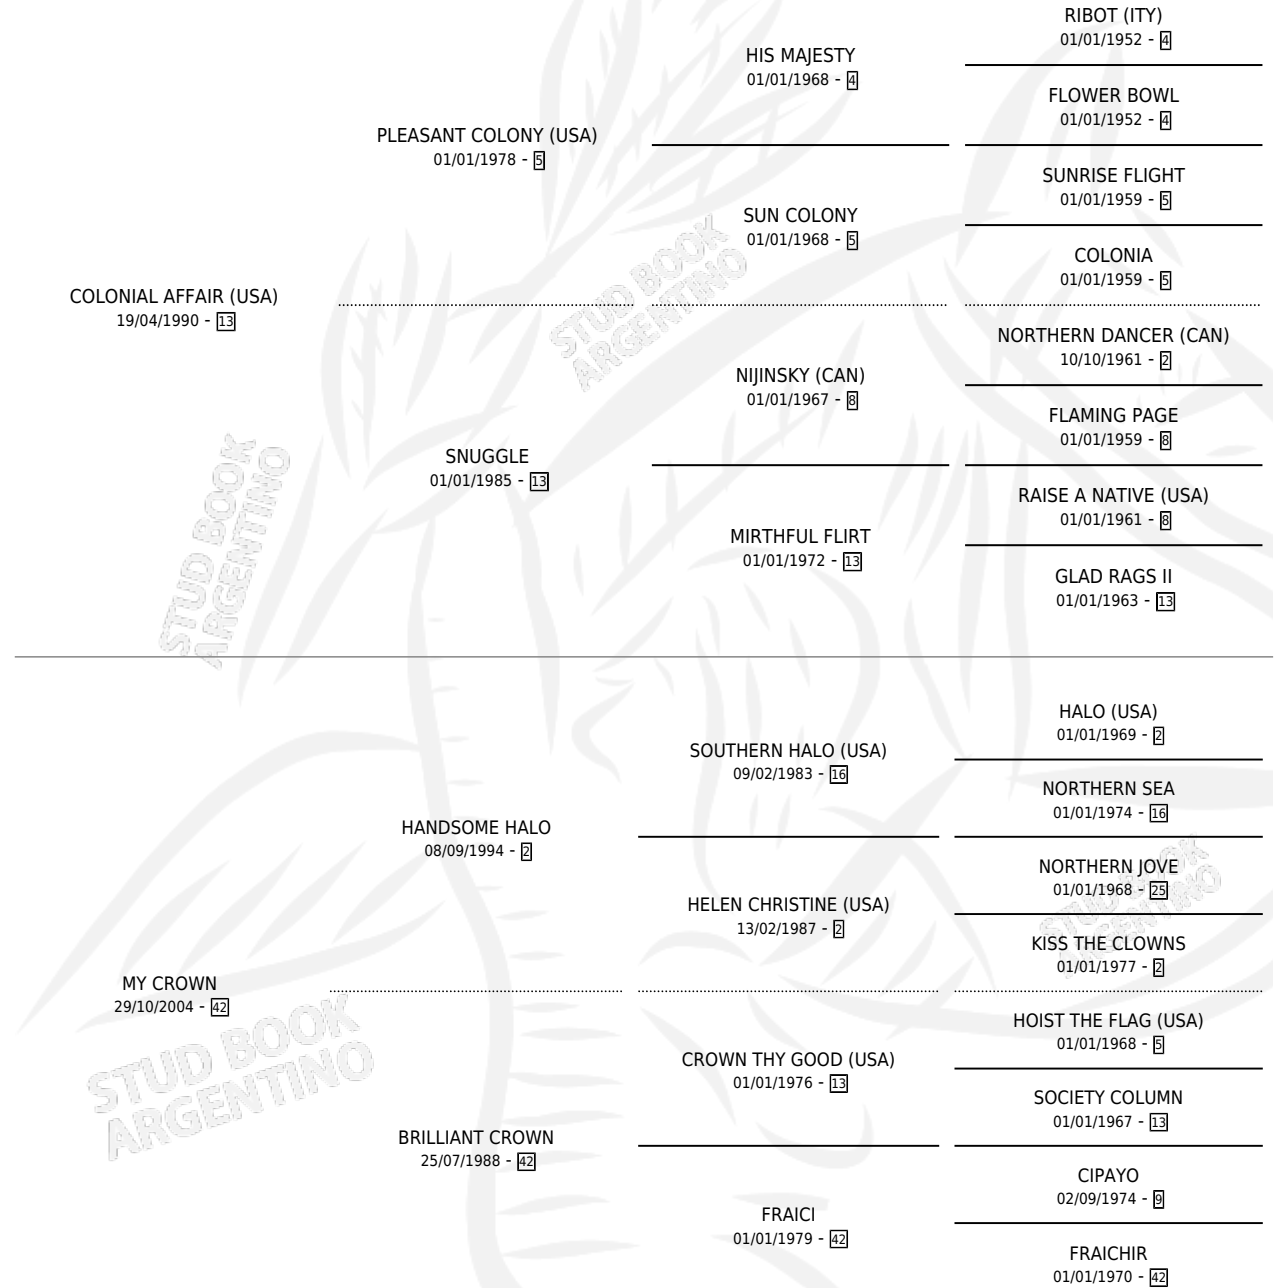 RIBOT (ITY)
01/01/1952 - 4
HIS MAJESTY
01/01/1968 - 4
FLOWER BOWL
01/01/1952 - 4
PLEASANT COLONY (USA)
01/01/1978 - 5
SUNRISE FLIGHT
01/01/1959 - 5
SUN COLONY
01/01/1968 - 5
COLONIA
01/01/1959 - 5
COLONIAL AFFAIR (USA)
19/04/1990 - 13
NORTHERN DANCER (CAN)
10/10/1961 - 2
NIJINSKY (CAN)
01/01/1967 - 8
FLAMING PAGE
01/01/1959 - 8
SNUGGLE
01/01/1985 - 13
RAISE A NATIVE (USA)
01/01/1961 - 8
MIRTHFUL FLIRT
01/01/1972 - 13
GLAD RAGS II
01/01/1963 - 13
HALO (USA)
01/01/1969 - 2
SOUTHERN HALO (USA)
09/02/1983 - 16
NORTHERN SEA
01/01/1974 - 16
HANDSOME HALO
08/09/1994 - 2
NORTHERN JOVE
01/01/1968 - 25
HELEN CHRISTINE (USA)
13/02/1987 - 2
KISS THE CLOWNS
01/01/1977 - 2
MY CROWN
29/10/2004 - 42
HOIST THE FLAG (USA)
01/01/1968 - 5
CROWN THY GOOD (USA)
01/01/1976 - 13
SOCIETY COLUMN
01/01/1967 - 13
BRILLIANT CROWN
25/07/1988 - 42
CIPAYO
02/09/1974 - 9
FRAICI
01/01/1979 - 42
FRAICHIR
01/01/1970 - 42
STUD BOOK
ARGENTINO
STUD BOOK
ARGENTINO
STUD BOOK
ARGENTINO
STUD BOOK
ARGENTINO